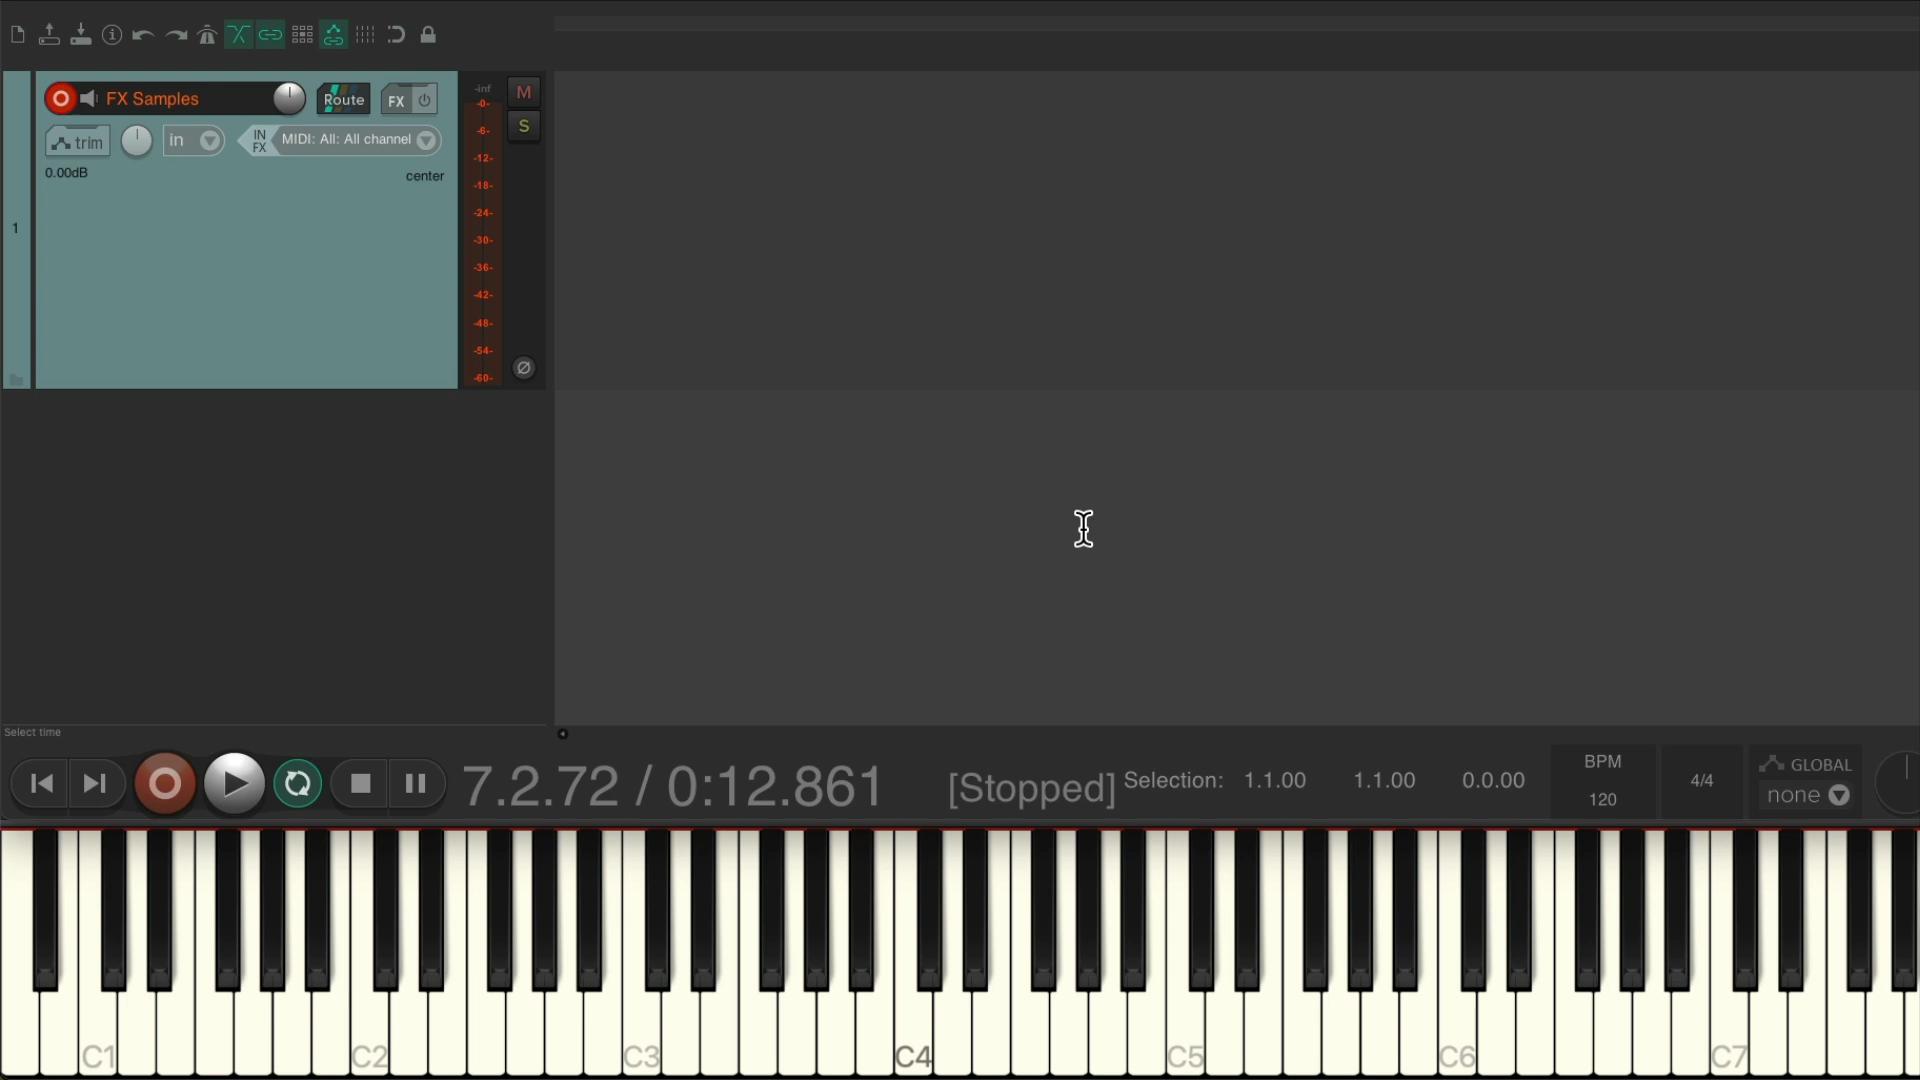 FX Samples
Route
FX
trim
in
IN
FX
MIDI: All: All channel
0.00dB
center
1
-inf
-0-
-6-
-12-
-18-
-24-
-30-
-36-
-42-
-48-
-54-
-60-
M
S
Select time
7.2.72 / 0:12.861
[Stopped]
Selection:
1.1.00
1.1.00
0.0.00
BPM
120
4/4
GLOBAL
none
C1
C2
C3
C4
C5
C6
C7